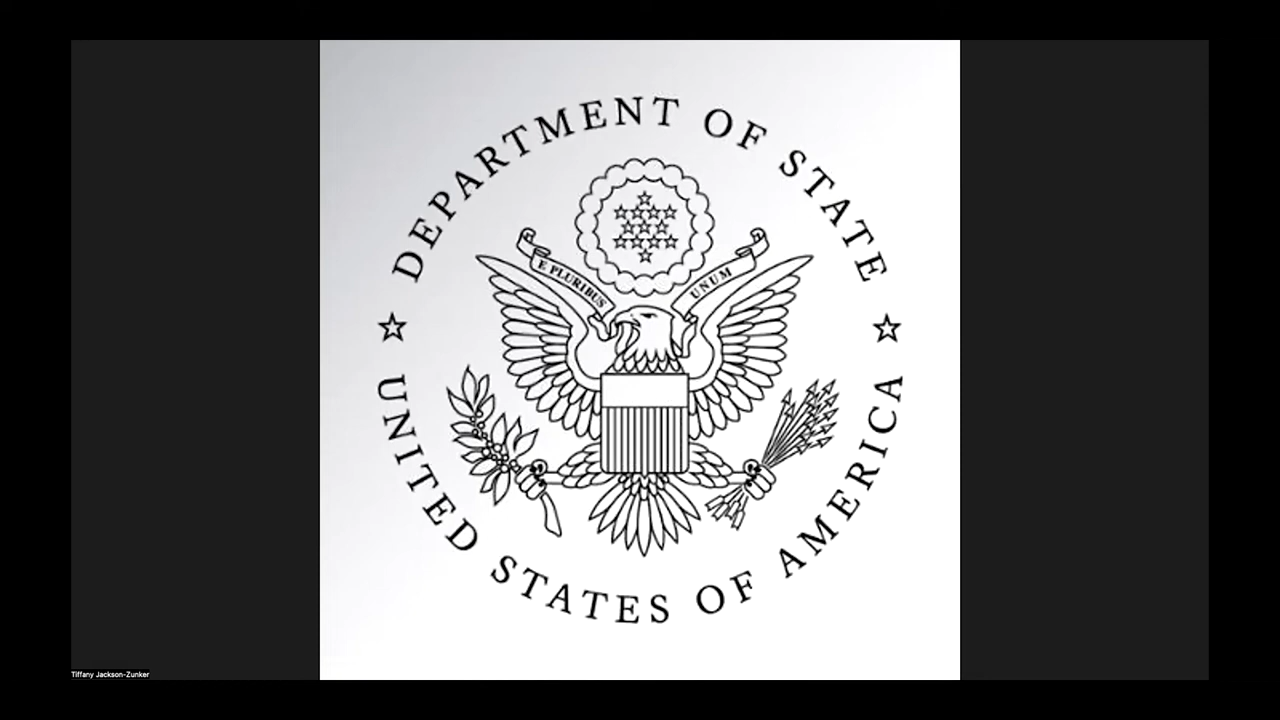 DEPARTMENT OF STATE
E PLURIBUS UNUM
UNITED STATES OF AMERICA
Tiffany Jackson-Zunker